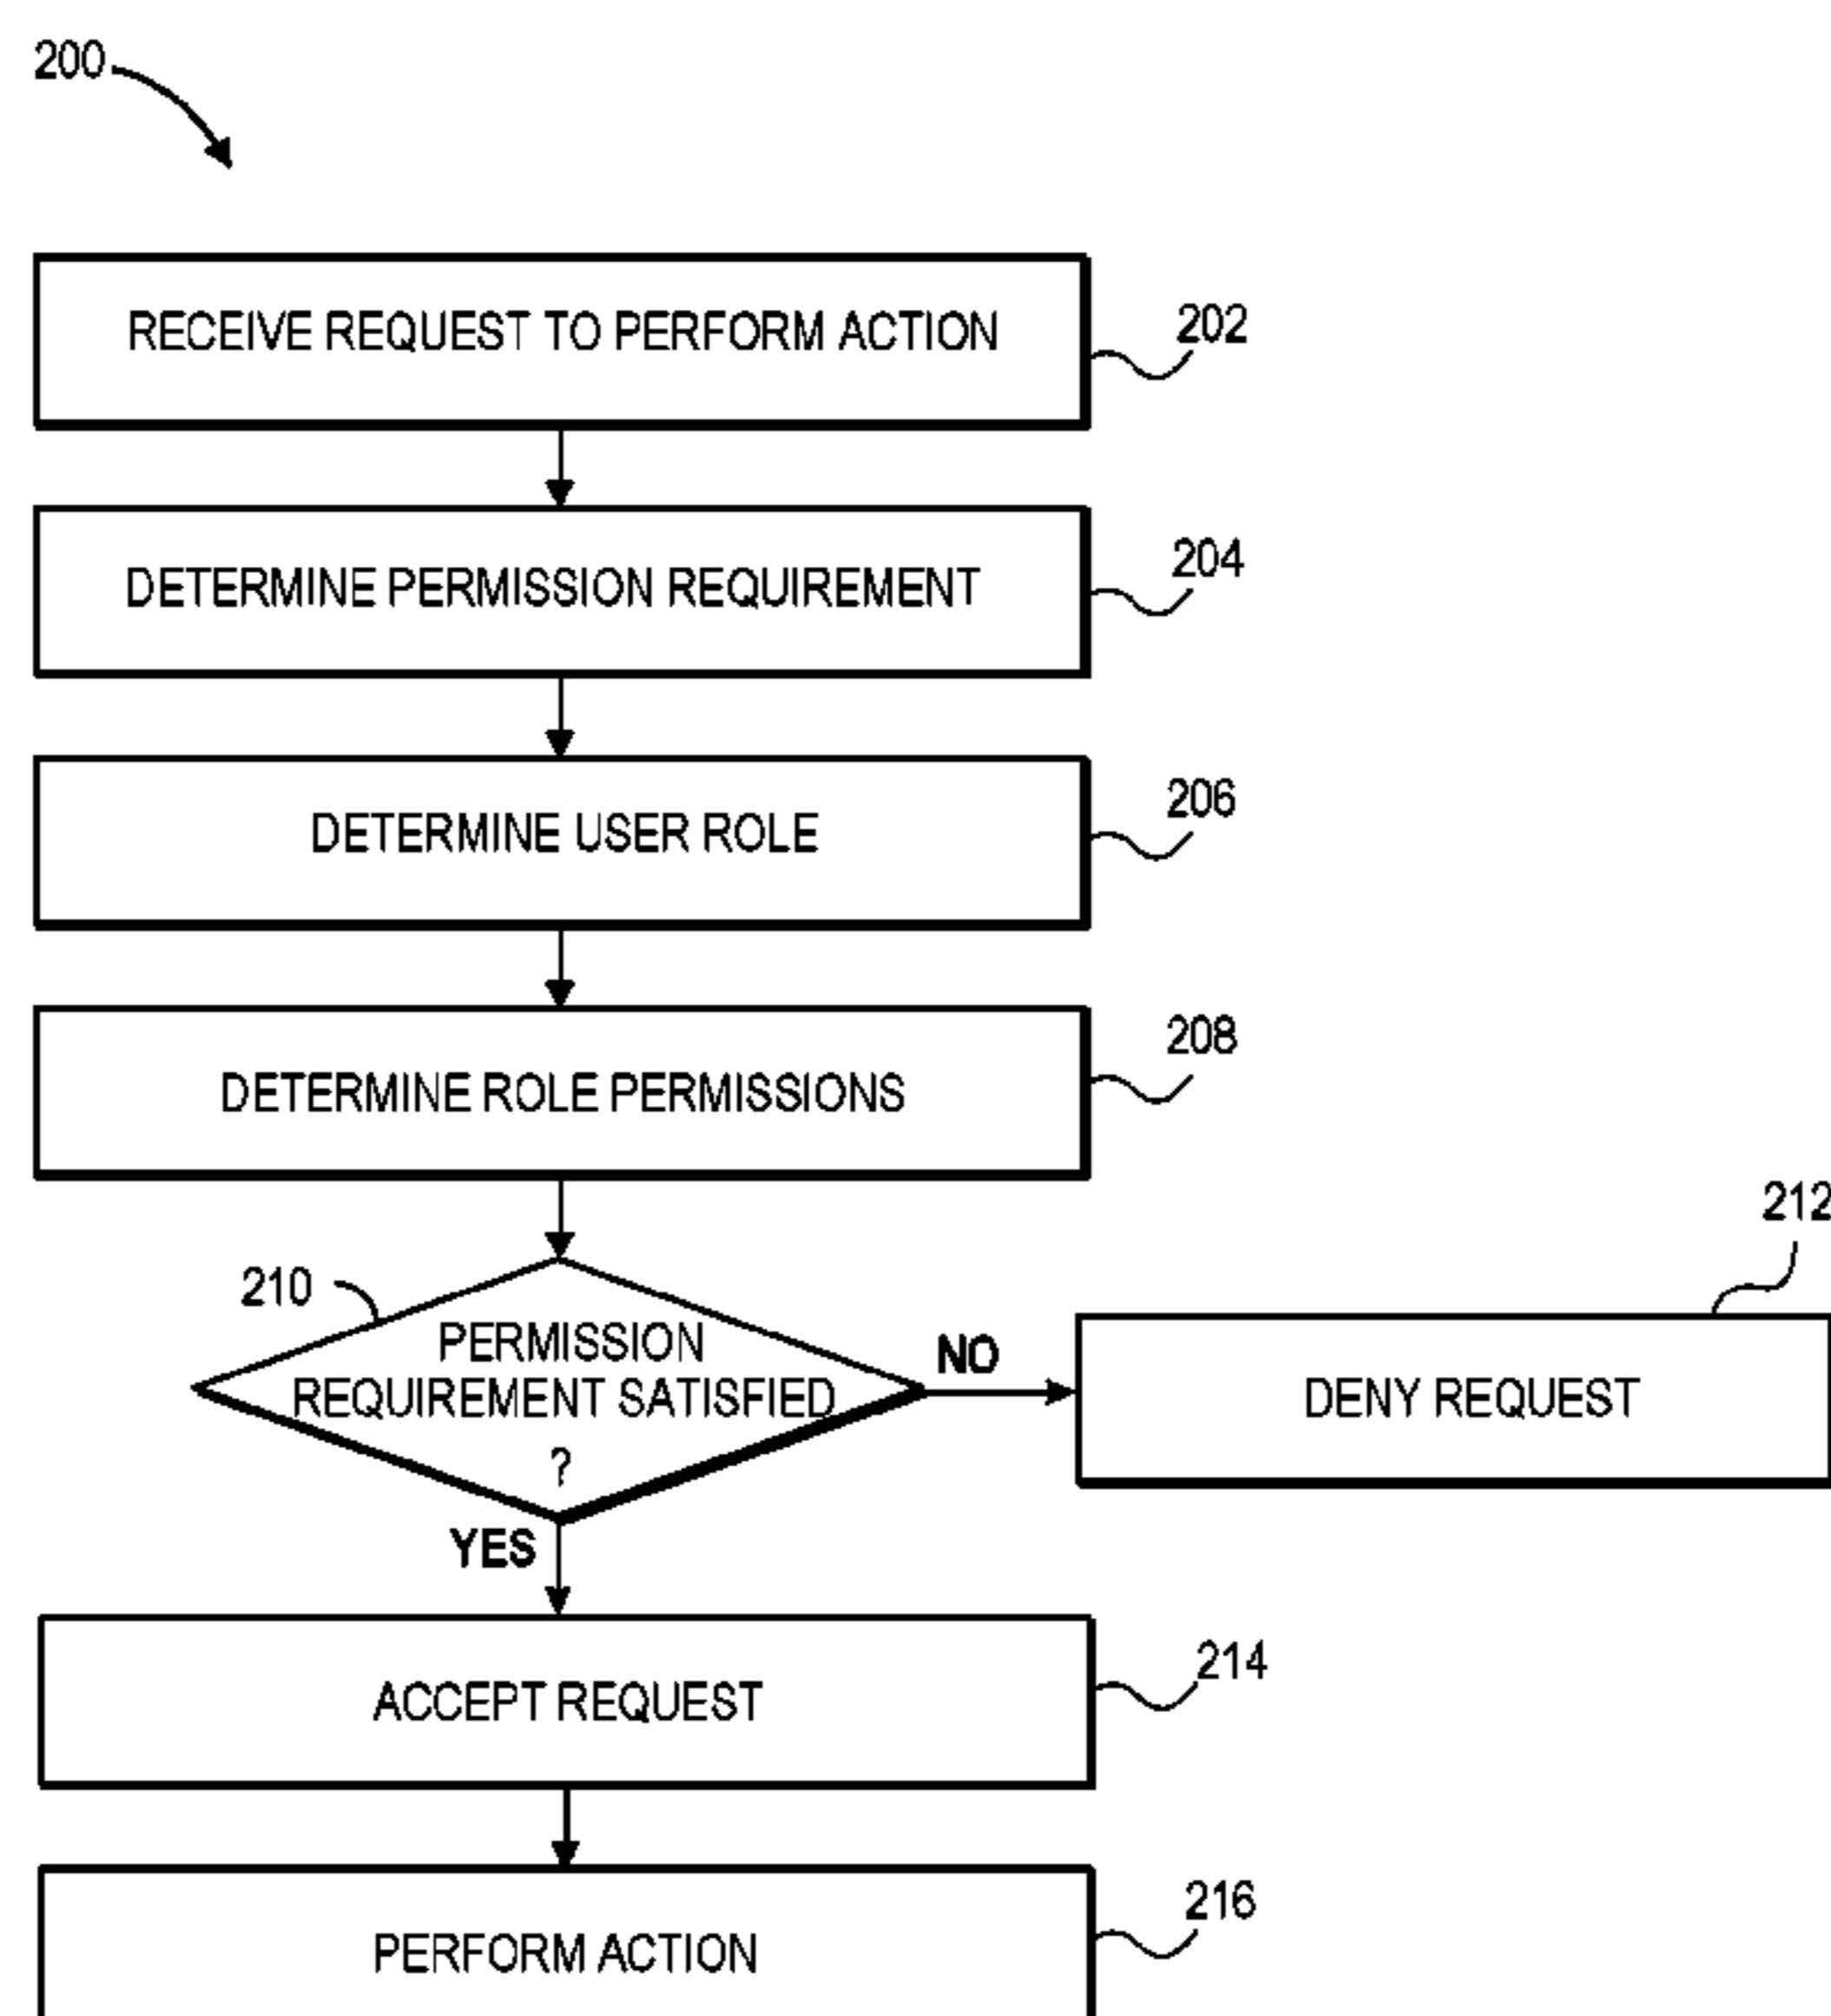 200
RECEIVE REQUEST TO PERFORM ACTION
202
DETERMINE PERMISSION REQUIREMENT
204
DETERMINE USER ROLE
206
DETERMINE ROLE PERMISSIONS
208
210
PERMISSION
REQUIREMENT SATISFIED
?
NO
212
DENY REQUEST
YES
ACCEPT REQUEST
214
PERFORM ACTION
216